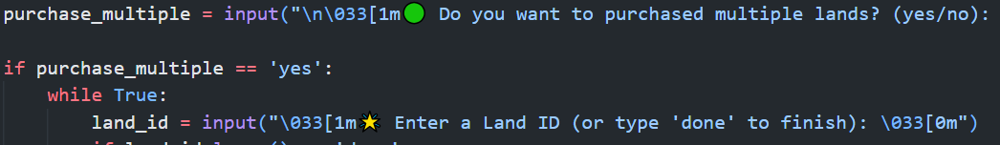 purchase_multiple = input("\n\033[1m🟢 Do you want to purchased multiple lands? (yes/no):
if purchase_multiple == 'yes':
while True:
land_id = input("\033[1m🌟 Enter a Land ID (or type 'done' to finish): \033[0m")